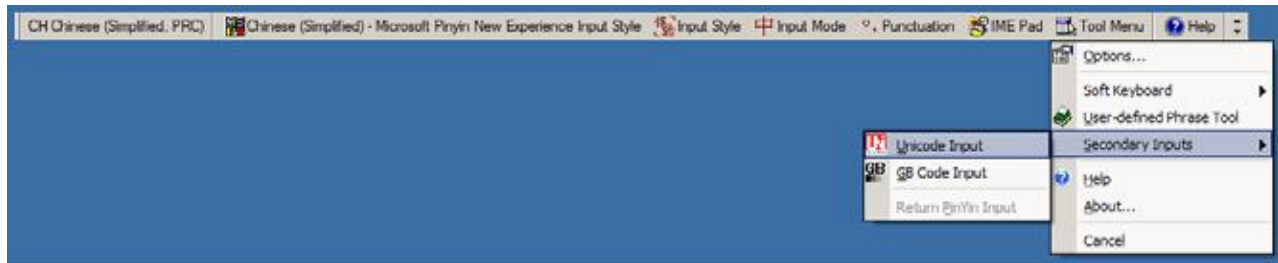 CH Chinese (Simplified. PRC) Chinese (Simplified) - Microsoft Pinyin New Experience Input Style Input Style 中 Input Mode °, Punctuation IME Pad Tool Menu Help
Options...
Soft Keyboard
User-defined Phrase Tool
Unicode Input Secondary Inputs
GB GB Code Input Help
Return PinYin Input About...
Cancel